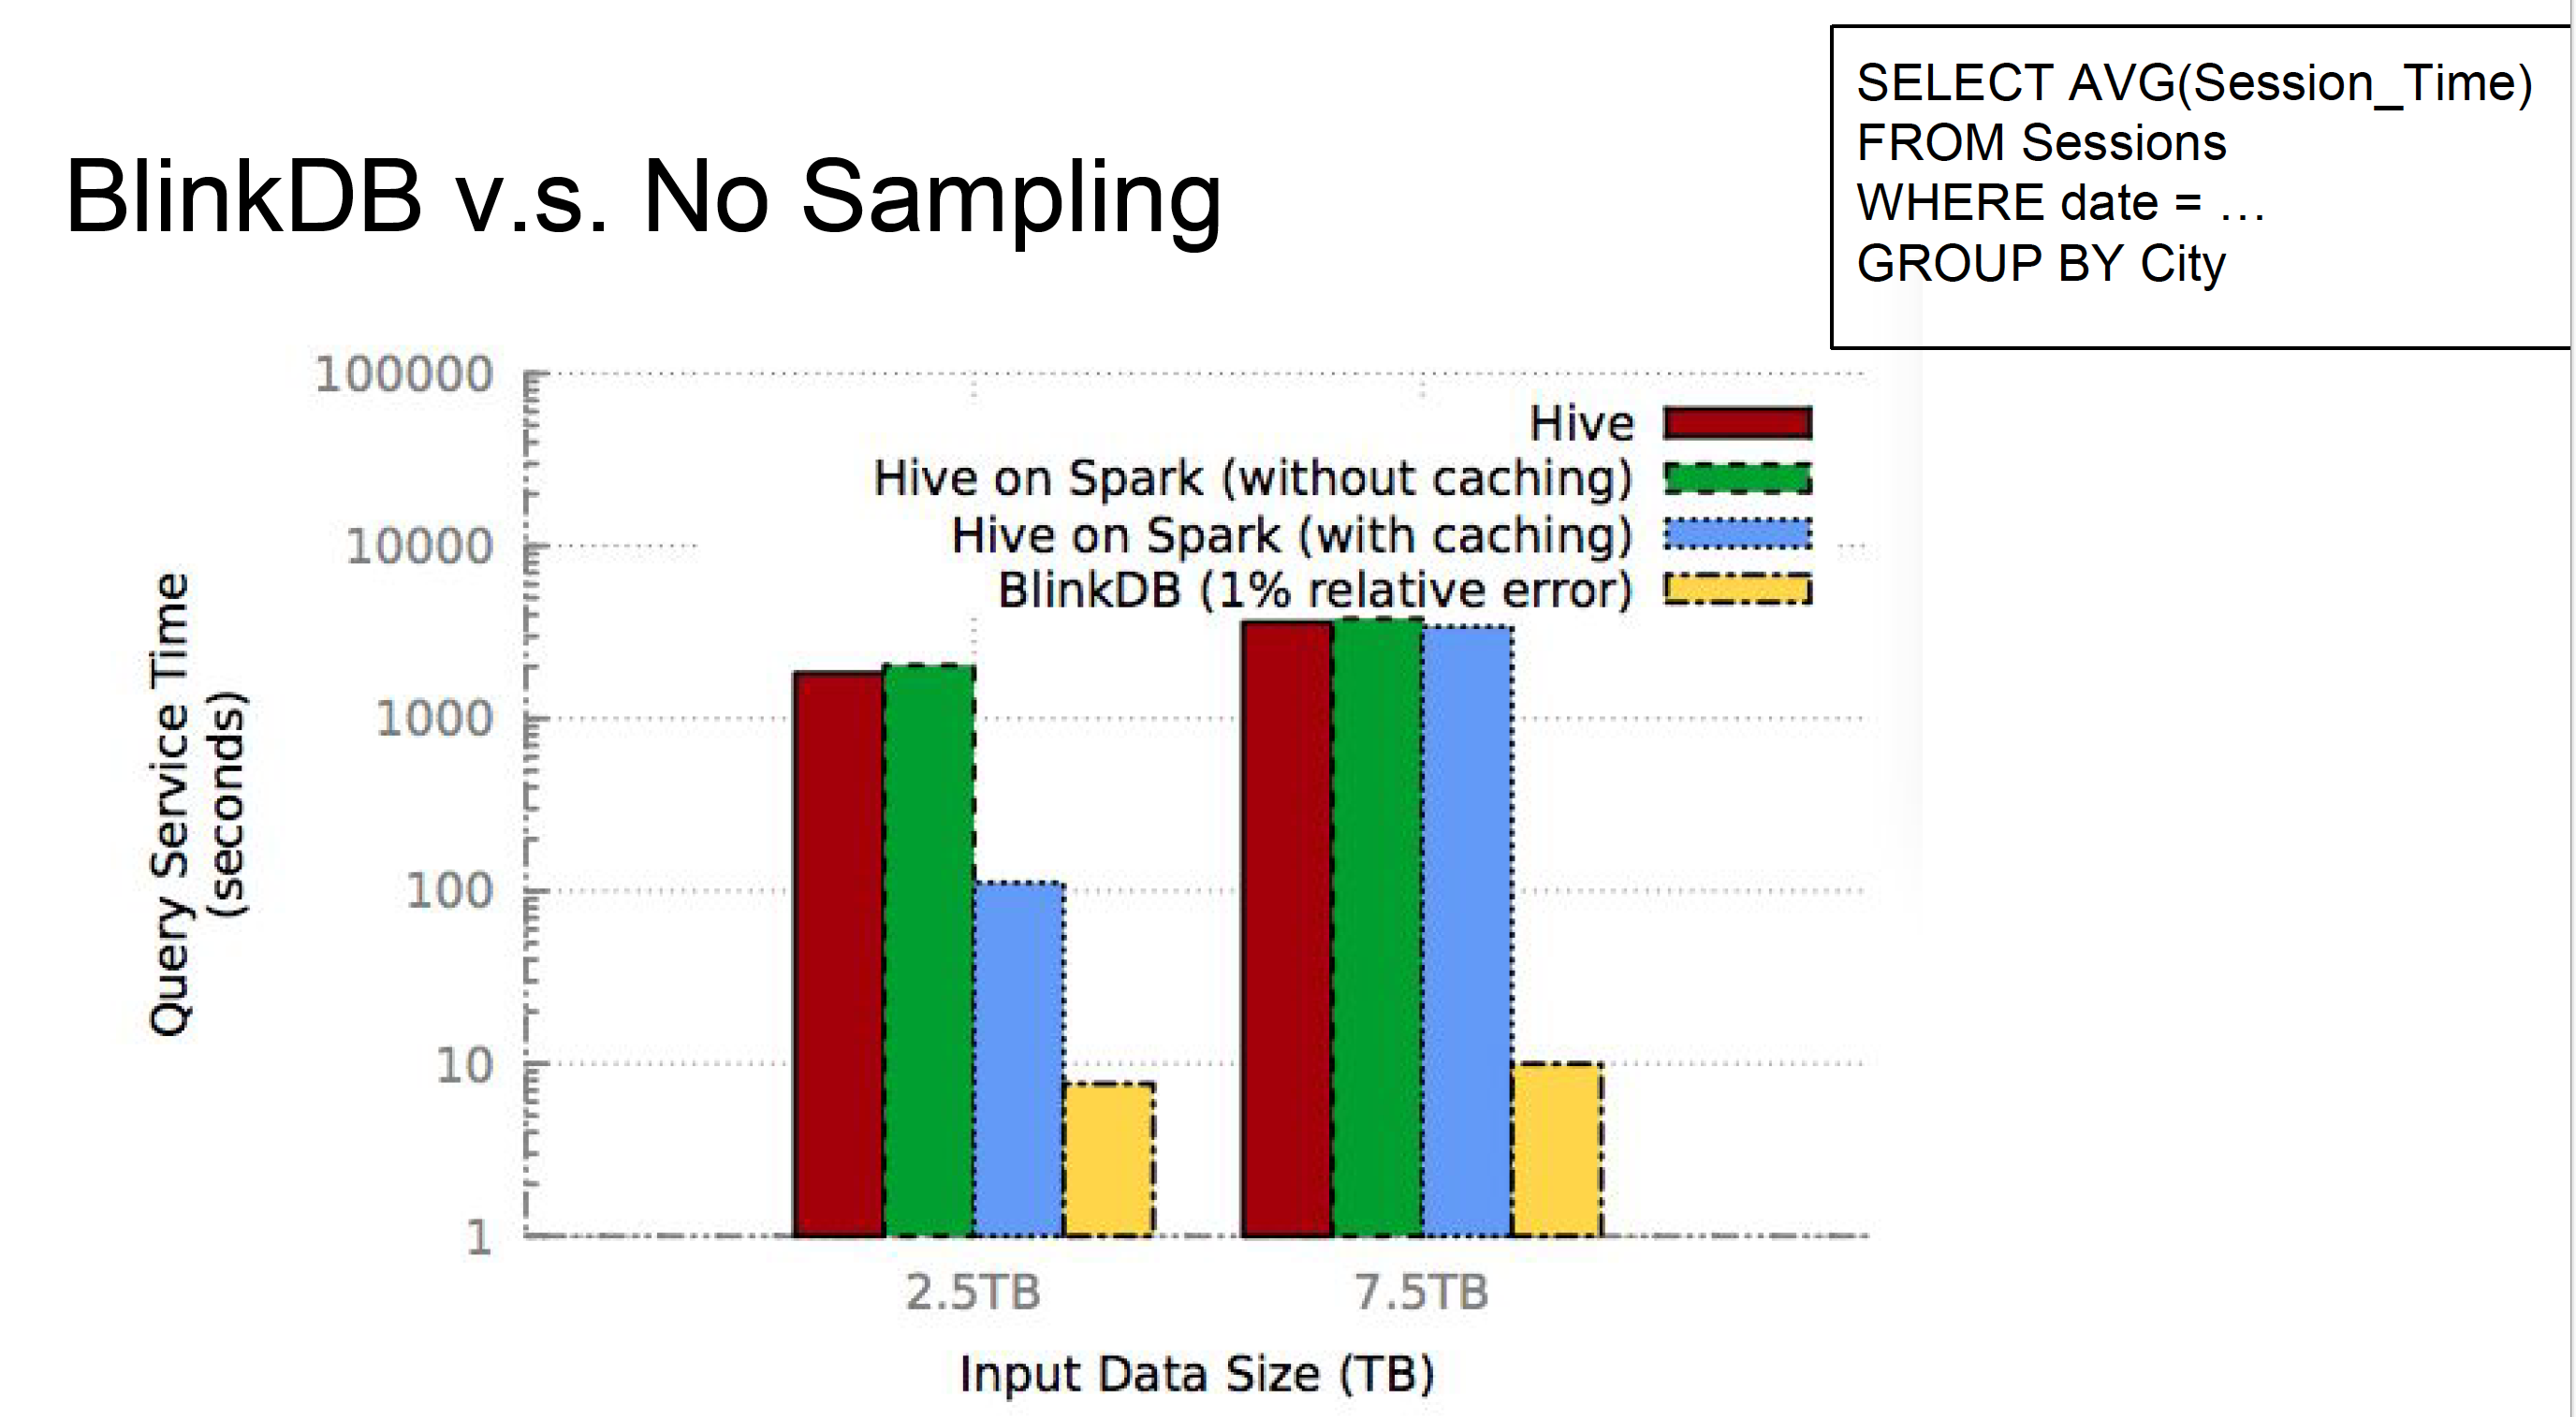 SELECT AVG(Session_Time)
FROM Sessions
WHERE date = …
GROUP BY City
BlinkDB v.s. No Sampling
Query Service Time
(seconds)
100000
10000
1000
100
10
1
Hive
Hive on Spark (without caching)
Hive on Spark (with caching)
BlinkDB (1% relative error)
2.5TB
7.5TB
Input Data Size (TB)